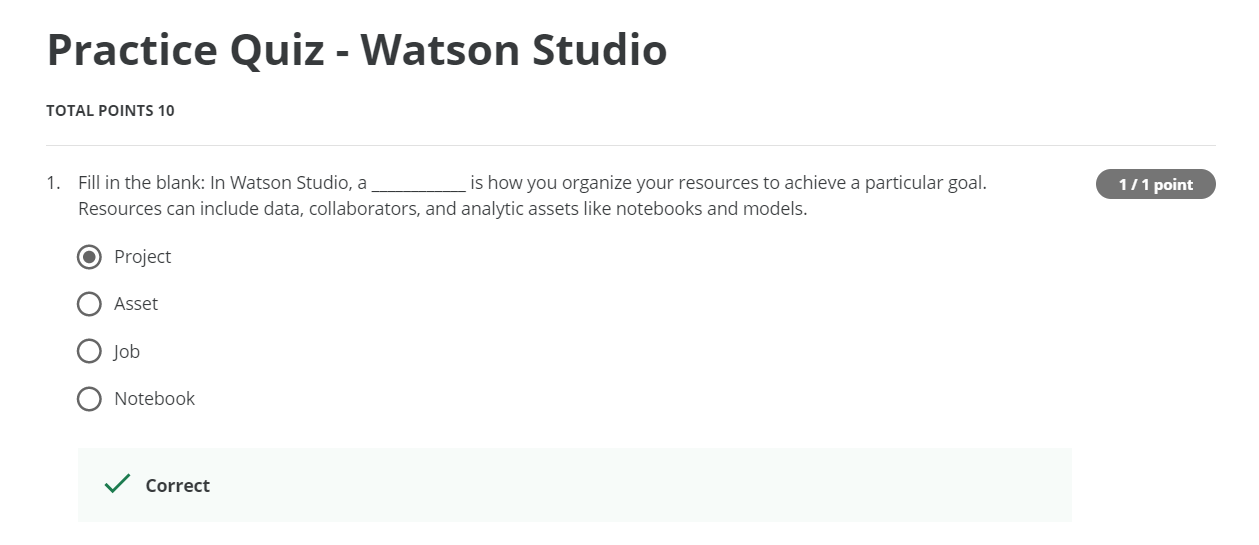 Practice Quiz - Watson Studio
TOTAL POINTS 10
1. Fill in the blank: In Watson Studio, a ____________ is how you organize your resources to achieve a particular goal.
1 / 1 point
Resources can include data, collaborators, and analytic assets like notebooks and models.
Project
Asset
Job
Notebook
Correct